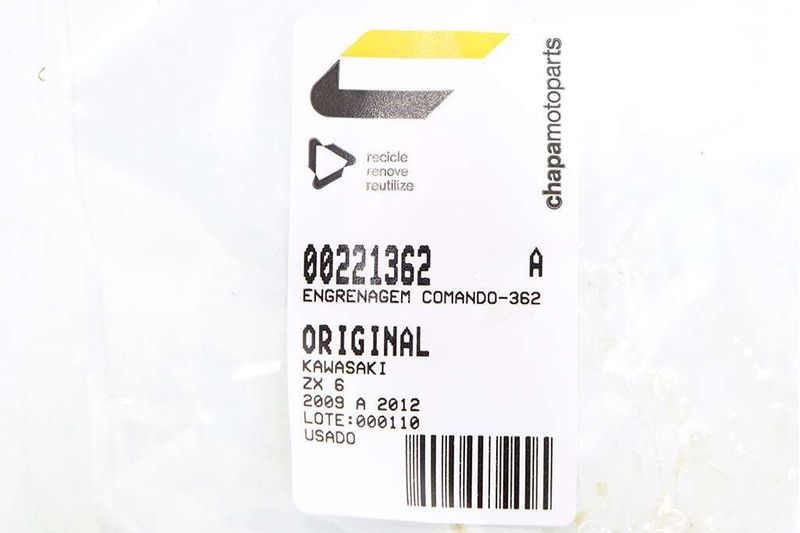 chapamotoparts
recicle
renove
reutilize
00221362 A
ENGRENAGEM COMANDO-362
ORIGINAL
KAWASAKI
ZX 6
2009 A 2012
LOTE:000110
USADO